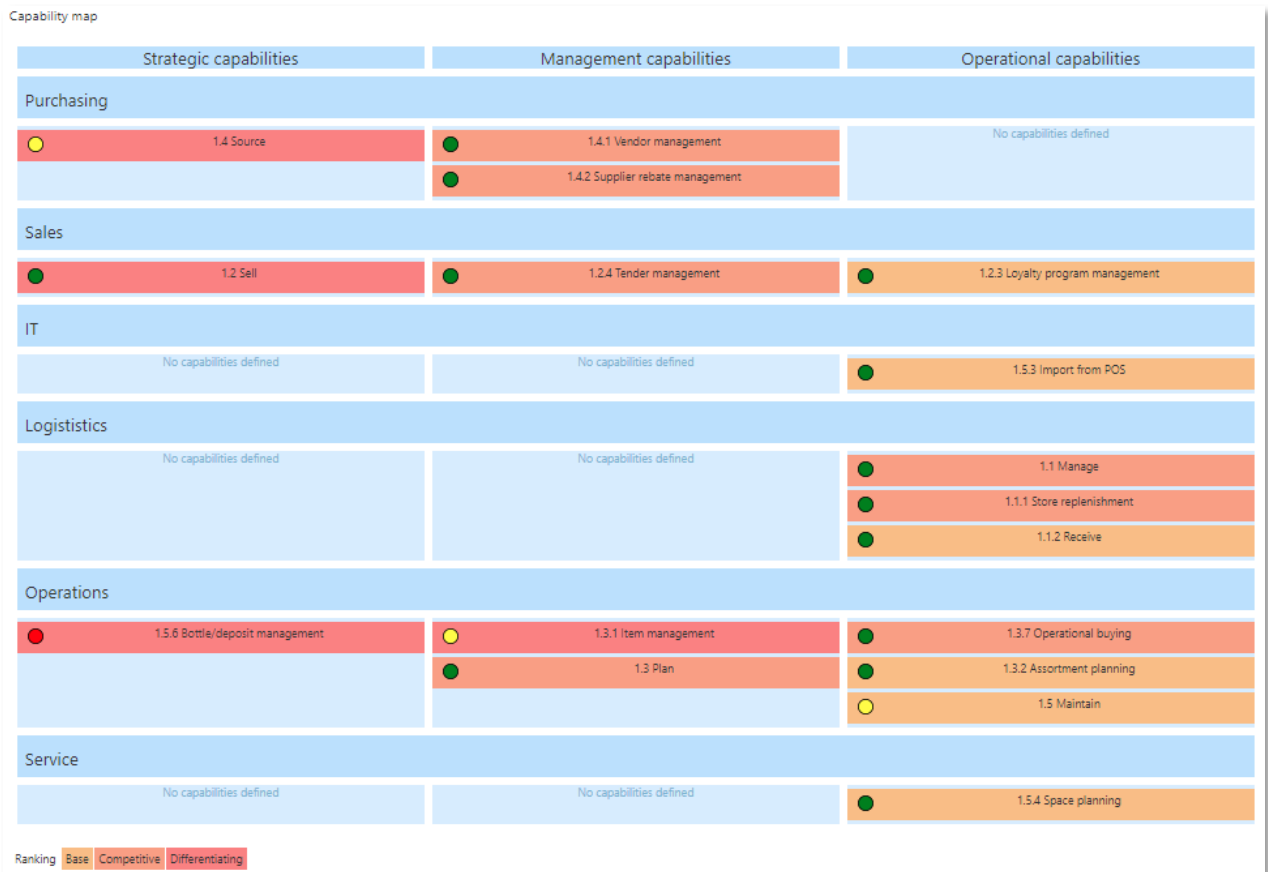 Capability map
Strategic capabilities Management capabilities Operational capabilities
Purchasing
1.4 Source 1.4.1 Vendor management No capabilities defined
1.4.2 Supplier rebate management
Sales
1.2 Sell 1.2.4 Tender management 1.2.3 Loyalty program management
IT
No capabilities defined No capabilities defined 1.5.3 Import from POS
Logististics
No capabilities defined No capabilities defined 1.1 Manage
1.1.1 Store replenishment
1.1.2 Receive
Operations
1.5.6 Bottle/deposit management 1.3.1 Item management 1.3.7 Operational buying
1.3 Plan 1.3.2 Assortment planning
1.5 Maintain
Service
No capabilities defined No capabilities defined 1.5.4 Space planning
Ranking Base Competitive Differentiating